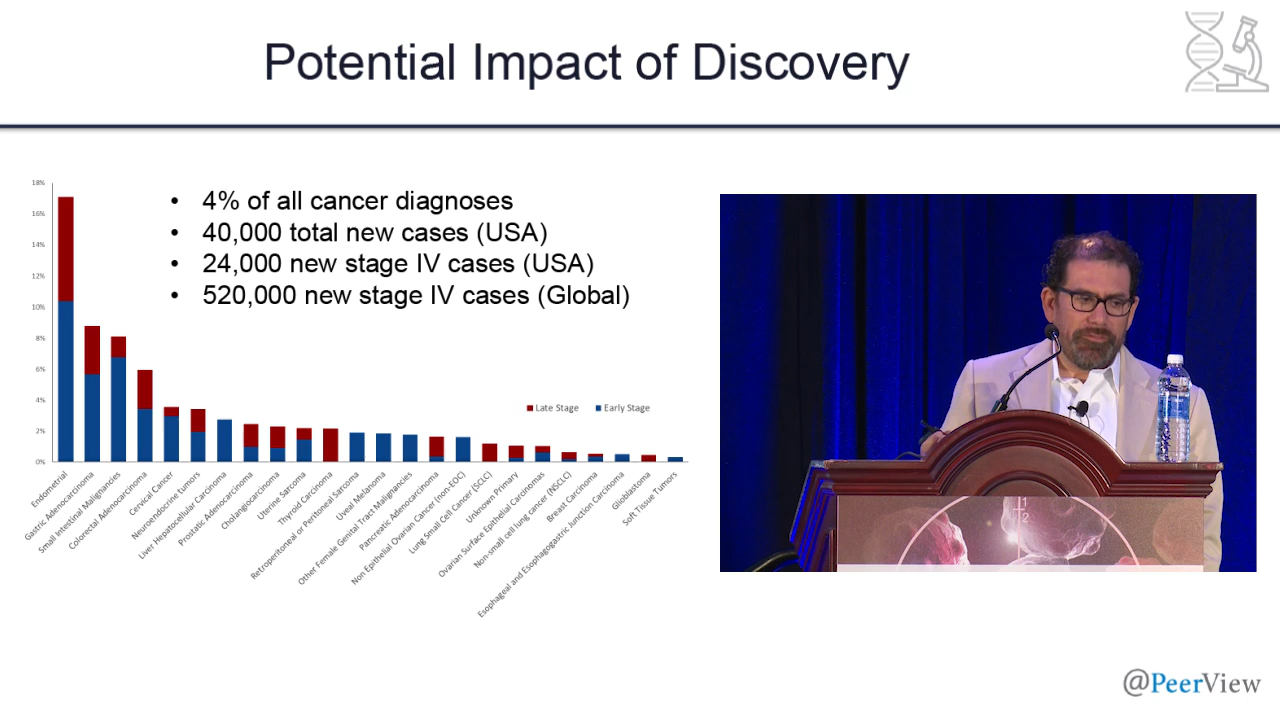 Potential Impact of Discovery
• 4% of all cancer diagnoses
• 40,000 total new cases (USA)
• 24,000 new stage IV cases (USA)
• 520,000 new stage IV cases (Global)
18%
16%
14%
12%
10%
8%
6%
4%
2%
0%
Late Stage Early Stage
Endometrial
Gastric Adenocarcinoma
Small Intestinal Malignancies
Colorectal Adenocarcinoma
Cervical Cancer
Neuroendocrine tumors
Liver Hepatocellular Carcinoma
Prostatic Adenocarcinoma
Cholangiocarcinoma
Uterine Sarcoma
Thyroid Carcinoma
Retroperitoneal or Peritoneal Sarcoma
Uveal Melanoma
Other Female Genital Tract Malignancies
Pancreatic Adenocarcinoma
Non Epithelial Ovarian Cancer (non-EOC)
Lung Small Cell Cancer (SCLC)
Unknown Primary
Ovarian Surface Epithelial Carcinomas
Non-small cell lung cancer (NSCLC)
Breast Carcinoma
Esophageal and Esophagogastric Junction Carcinoma
Glioblastoma
Soft Tissue Tumors
@PeerView